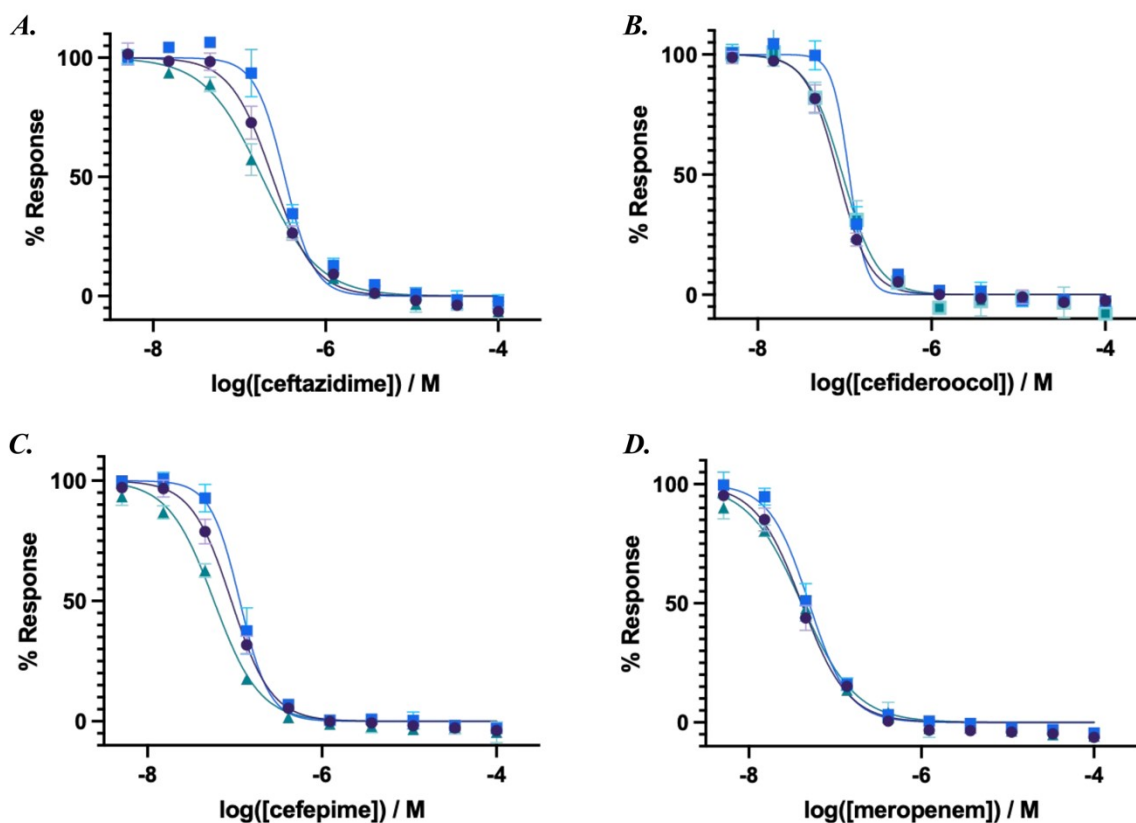 A.
% Response
100
50
0
-8
-6
-4
log([ceftazidime]) / M
B.
% Response
100
50
0
-8
-6
-4
log([cefideroocol]) / M
C.
% Response
100
50
0
-8
-6
-4
log([cefepime]) / M
D.
% Response
100
50
0
-8
-6
-4
log([meropenem]) / M